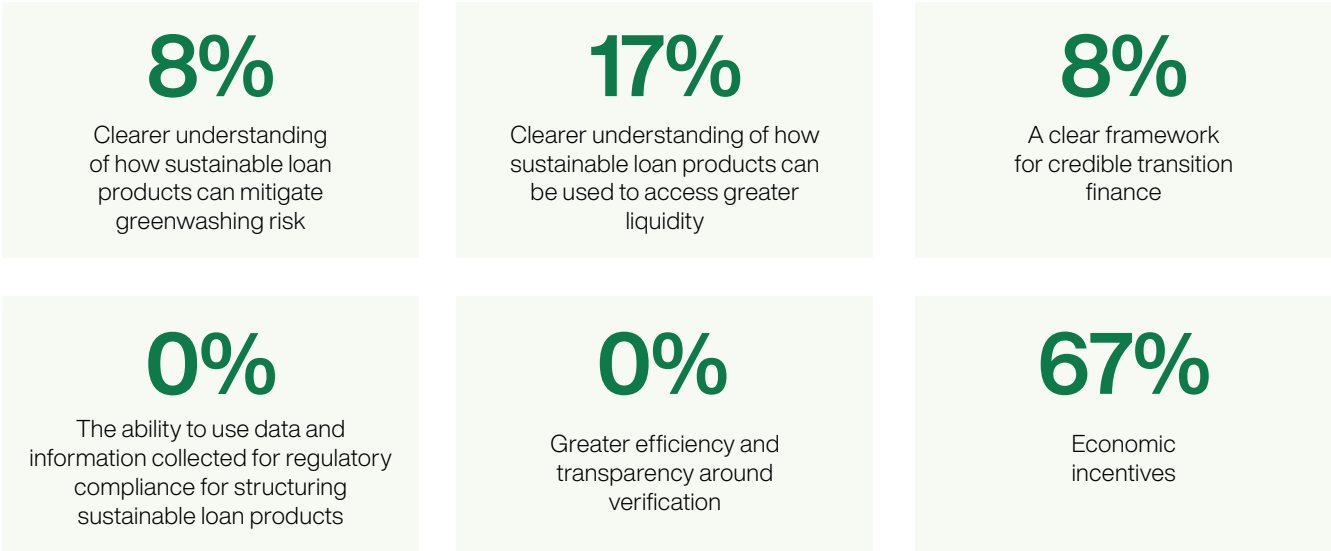 8%
Clearer understanding
of how sustainable loan
products can mitigate
greenwashing risk
17%
Clearer understanding of how
sustainable loan products can
be used to access greater
liquidity
8%
A clear framework
for credible transition
finance
0%
The ability to use data and
information collected for regulatory
compliance for structuring
sustainable loan products
0%
Greater efficiency and
transparency around
verification
67%
Economic
incentives